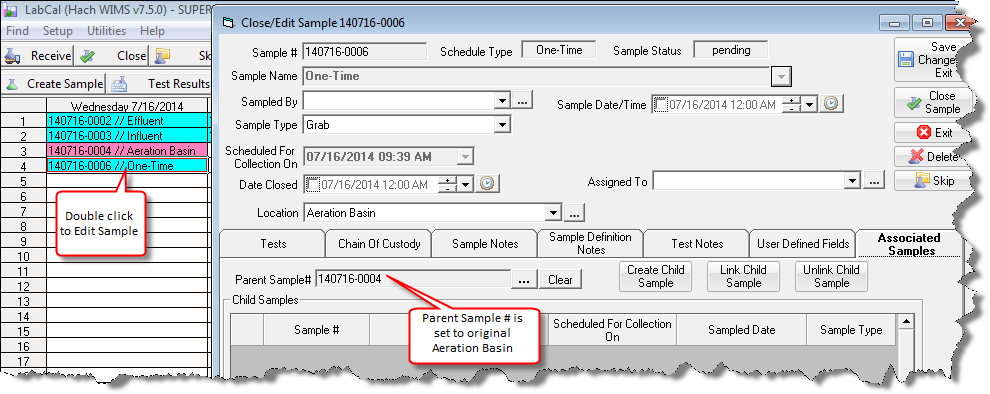 LabCal (Hach WIMS v7.5.0) - SUPER
Find Setup Utilities Help
Receive Close Sk
Create Sample Test Results
Wednesday 7/16/2014
1 140716-0002 // Effluent
2 140716-0003 // Influent
3 140716-0004 // Aeration Basin
4 140716-0006 // One-Time
5
6
7
8
9
10
11
12
13
14
15
16
17
Double click
to Edit Sample
Close/Edit Sample 140716-0006
Sample # 140716-0006 Schedule Type One-Time Sample Status pending
Sample Name One-Time
Sampled By ... Sample Date/Time 07/16/2014 12:00 AM
Sample Type Grab
Scheduled For
Collection On 07/16/2014 09:39 AM
Date Closed 07/16/2014 12:00 AM Assigned To ...
Location Aeration Basin ...
Save
Change
Exit
Close
Sample
Exit
Delete
Skip
Tests Chain Of Custody Sample Notes Sample Definition
Notes Test Notes User Defined Fields Associated
Samples
Parent Sample# 140716-0004 ... Clear Create Child
Sample Link Child
Sample Unlink Child
Sample
Child Samples
Sample # Scheduled For Collection
On Sampled Date Sample Type
Parent Sample # is
set to original
Aeration Basin